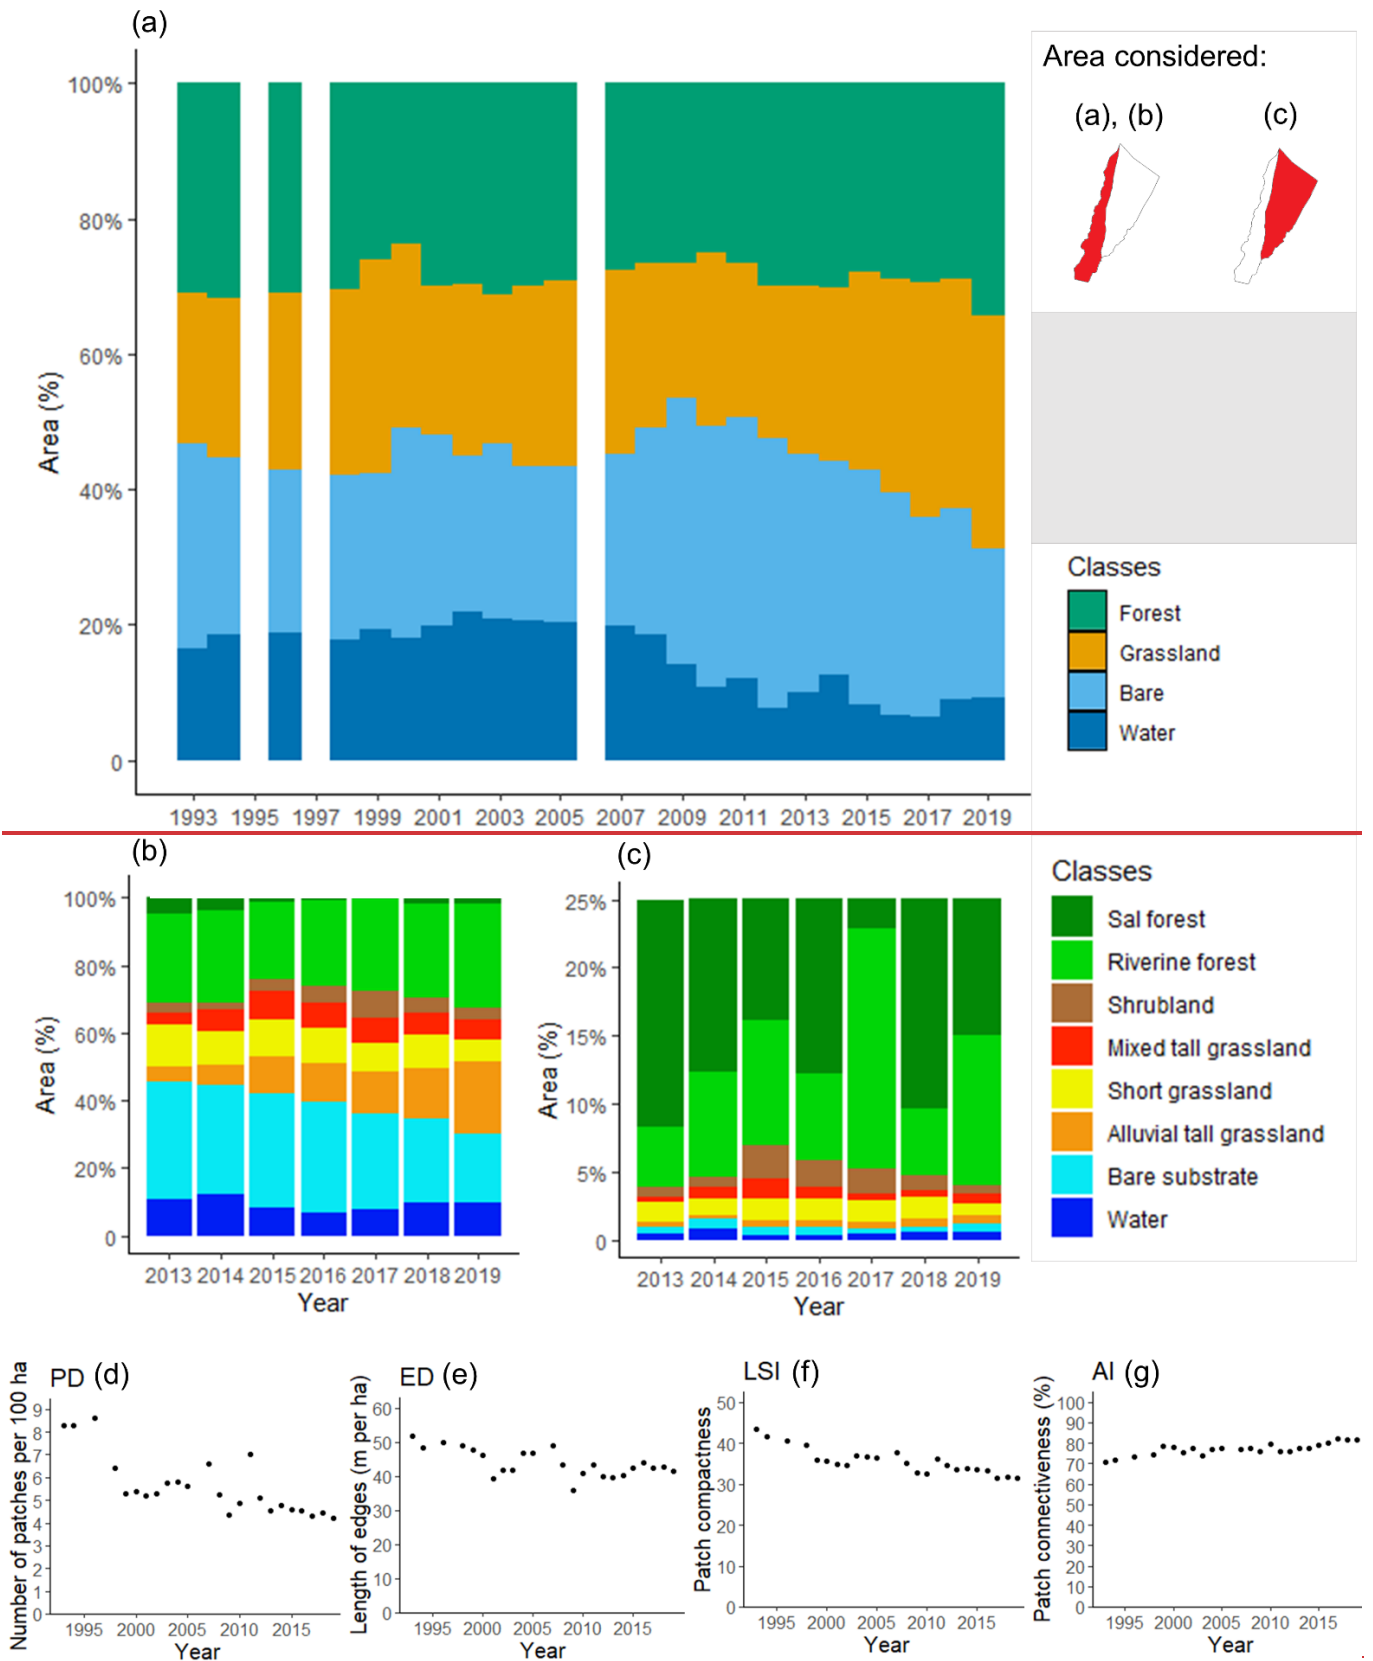 (a)
Area considered:
(a), (b)
(c)
100%
80%
60%
40%
20%
0
Area (%)
1993 1995 1997 1999 2001 2003 2005 2007 2009 2011 2013 2015 2017 2019
Classes
Forest
Grassland
Bare
Water
(b)
100%
80%
60%
40%
20%
0
Area (%)
2013 2014 2015 2016 2017 2018 2019
Year
(c)
25%
20%
15%
10%
5%
0
Area (%)
2013 2014 2015 2016 2017 2018 2019
Year
Classes
Sal forest
Riverine forest
Shrubland
Mixed tall grassland
Short grassland
Alluvial tall grassland
Bare substrate
Water
PD (d)
Number of patches per 100 ha
9
8
7
6
5
4
3
2
1
0
1995 2000 2005 2010 2015
Year
ED (e)
Length of edges (m per ha)
60
50
40
30
20
10
0
1995 2000 2005 2010 2015
Year
LSI (f)
Patch compactness
50
40
30
20
10
0
1995 2000 2005 2010 2015
Year
AI (g)
Patch connectiveness (%)
100
90
80
70
60
50
40
30
20
10
0
1995 2000 2005 2010 2015
Year